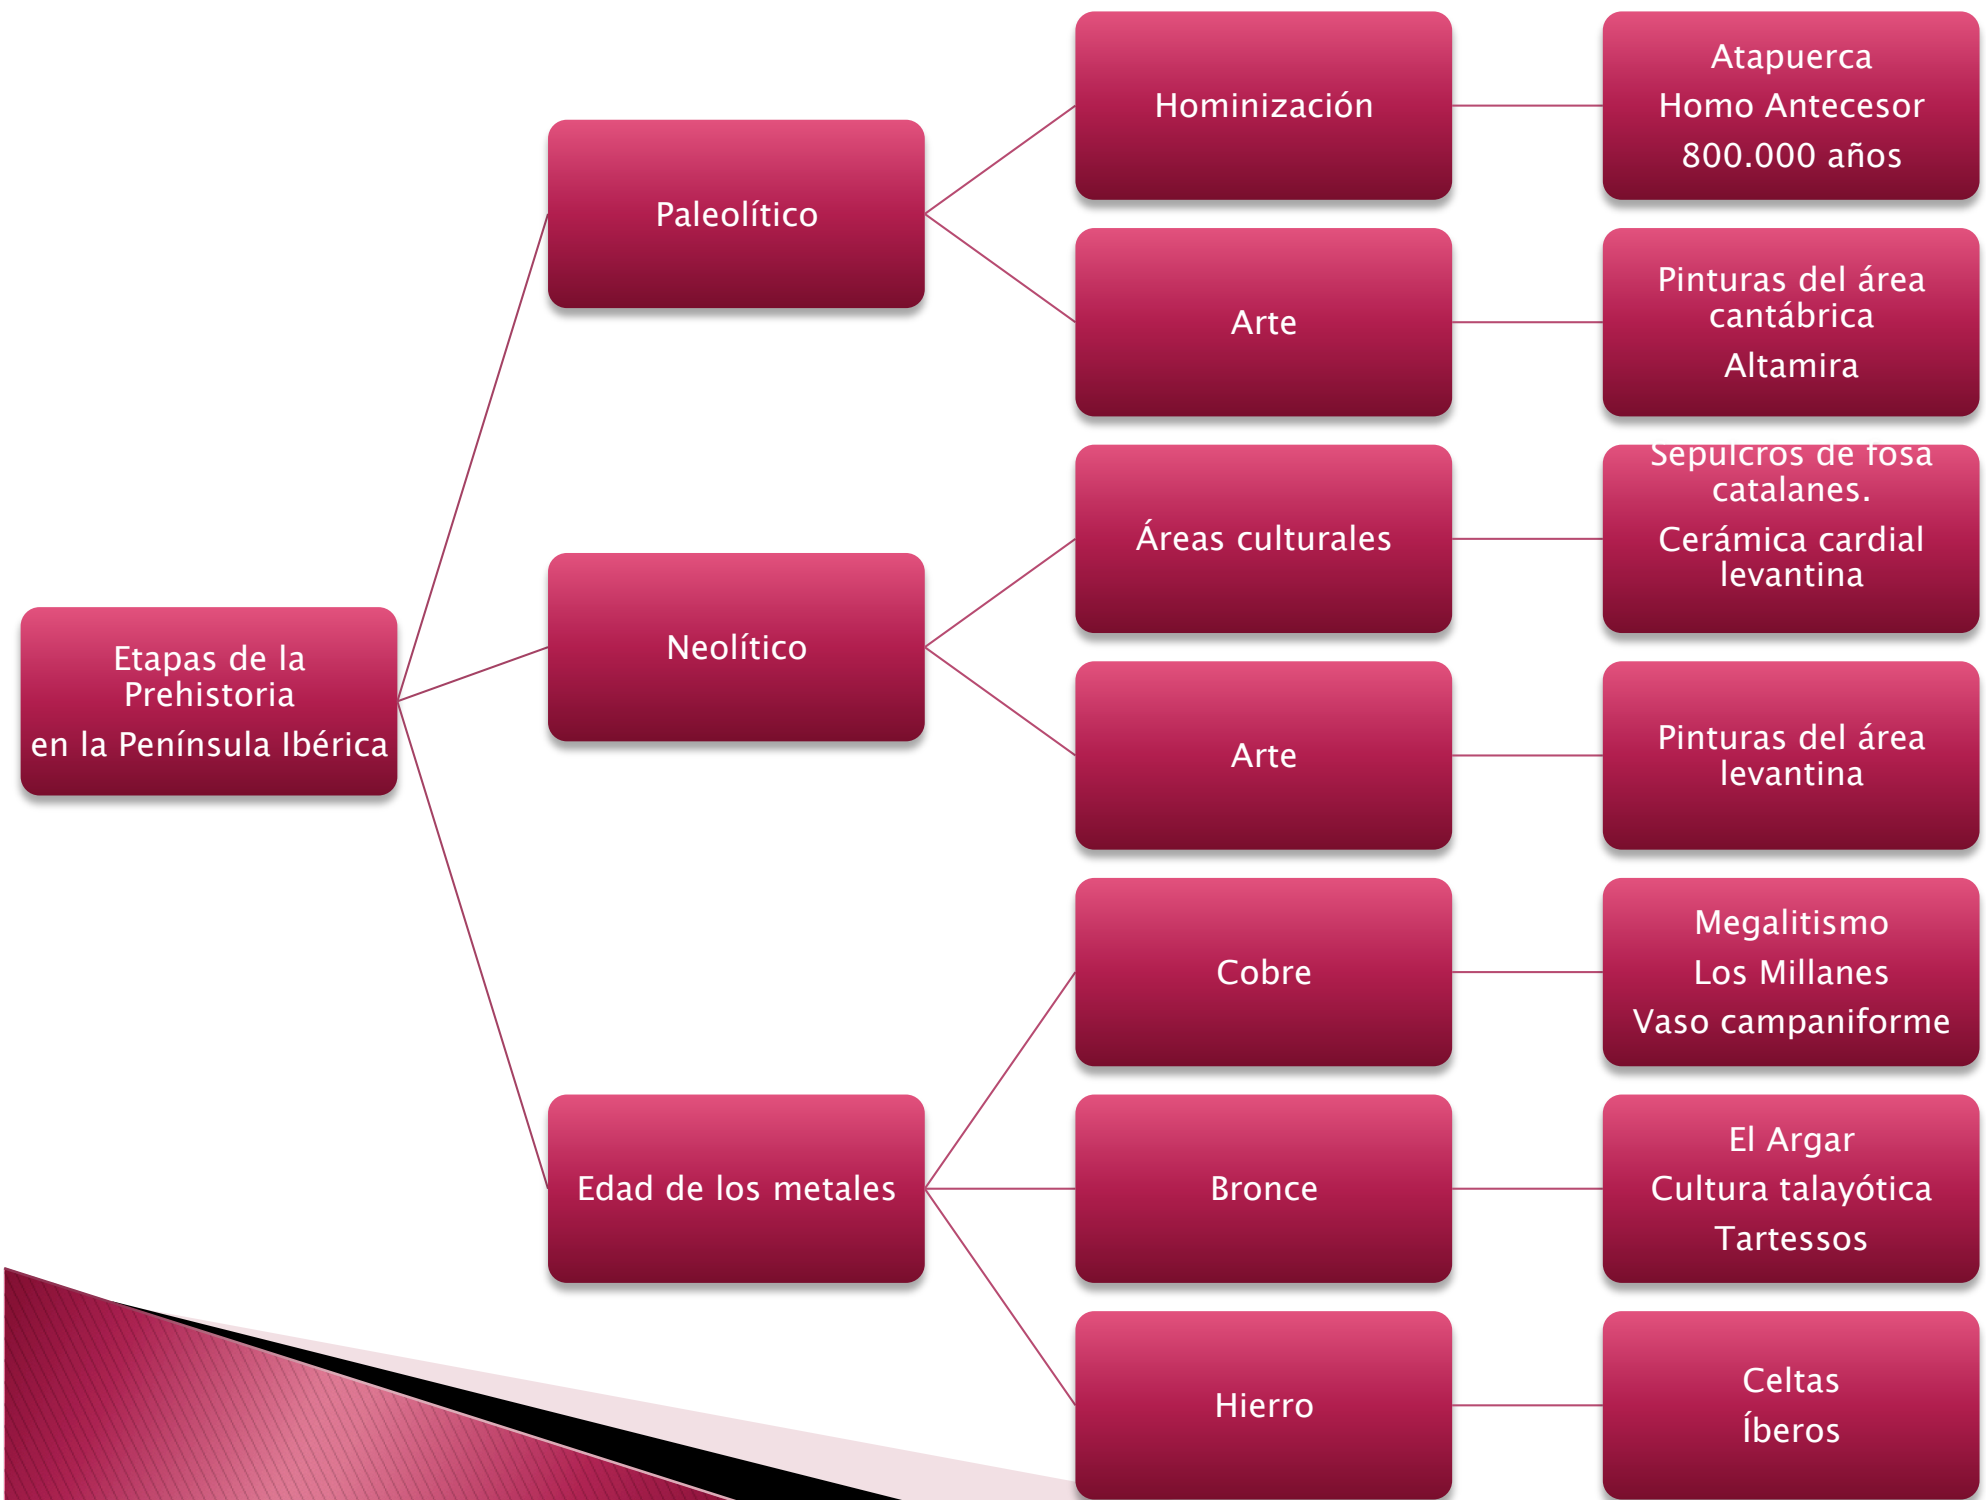 Etapas de la
Prehistoria
en la Península Ibérica
Paleolítico
Hominización
Atapuerca
Homo Antecesor
800.000 años
Arte
Pinturas del área
cantábrica
Altamira
Neolítico
Áreas culturales
Sepulcros de fosa
catalanes.
Cerámica cardial
levantina
Arte
Pinturas del área
levantina
Edad de los metales
Cobre
Megalitismo
Los Millanes
Vaso campaniforme
Bronce
El Argar
Cultura talayótica
Tartessos
Hierro
Celtas
Íberos